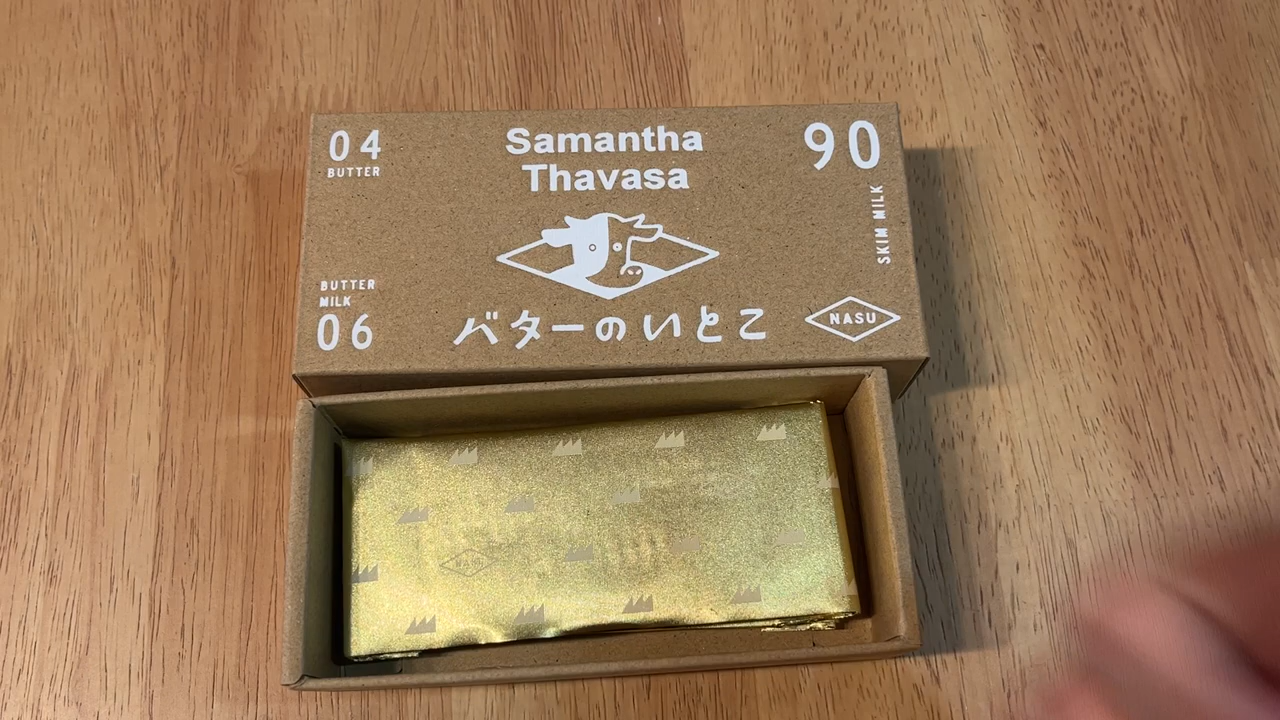 04
BUTTER
Samantha
Thavasa
90
SKIM MILK
BUTTER
MILK
06
バターのいとこ
NASU